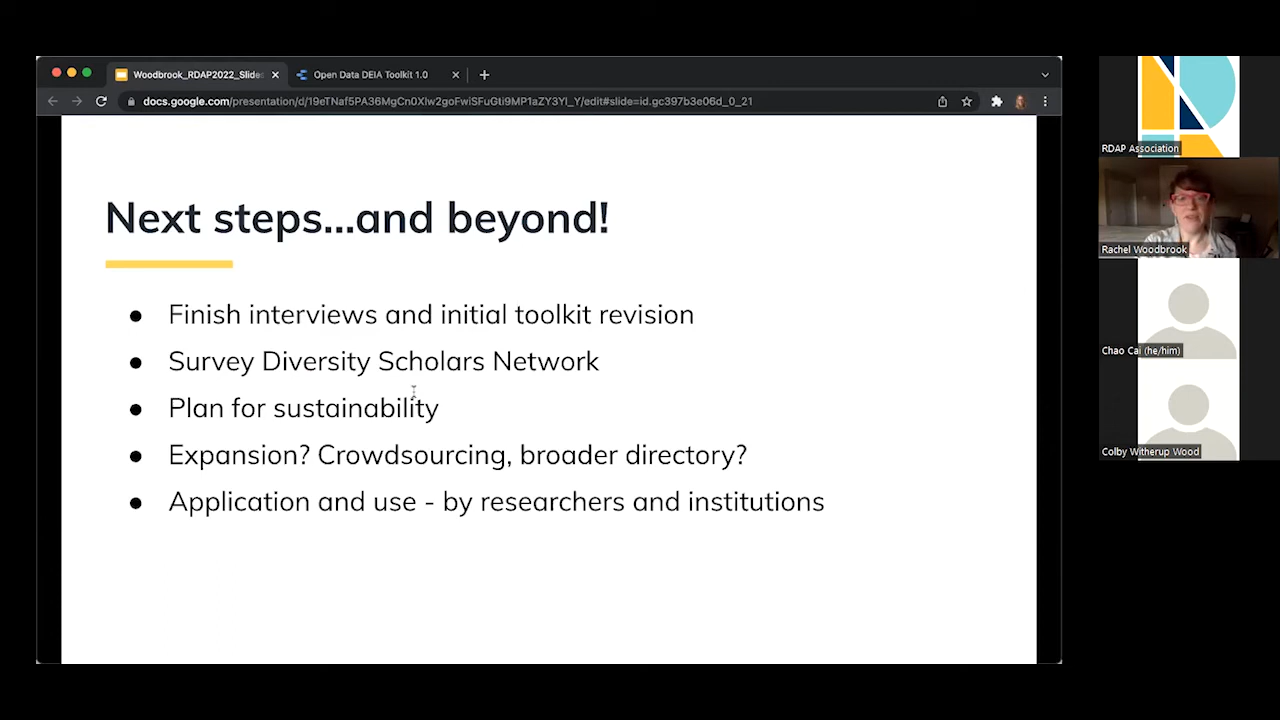 Woodbrook_RDAP2022_Slides
Open Data DEIA Toolkit 1.0
docs.google.com/presentation/d/19eTNaf5PA36MgCn0Xlw2goFwiSFuGti9MP1aZY3Yl_Y/edit#slide=id.gc397b3e06d_0_21
Next steps...and beyond!
● Finish interviews and initial toolkit revision
● Survey Diversity Scholars Network
● Plan for sustainability
● Expansion? Crowdsourcing, broader directory?
● Application and use - by researchers and institutions
RDAP Association
Rachel Woodbrook
Chao Cai (he/him)
Colby Witherup Wood